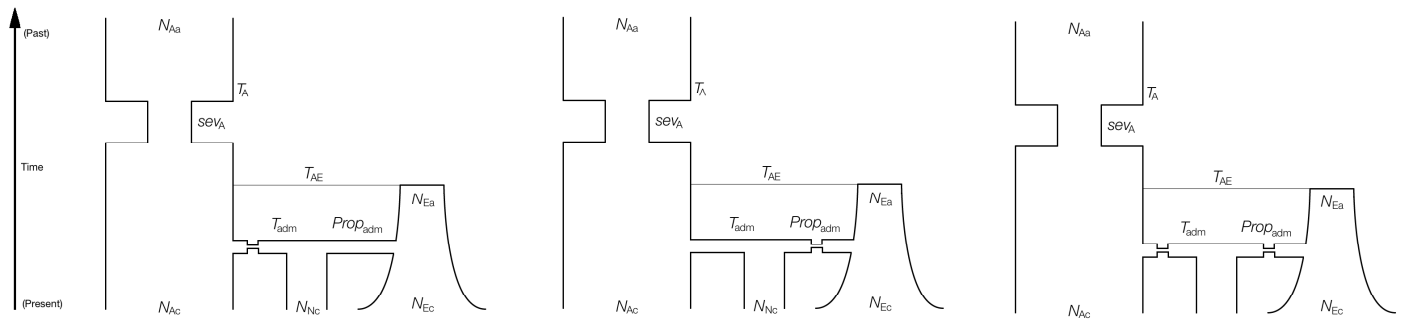 (Past)
Time
(Present)
NAa
TA
sevA
TAE
NEa
Tadm Propadm
NAc NNc NEc
NAa
TΛ
sevA
TAE
NEa
Tadm Propadm
NAc NNc NEc
NAa
TA
sevA
TAE
NEa
Tadm Propadm
NAc NEc